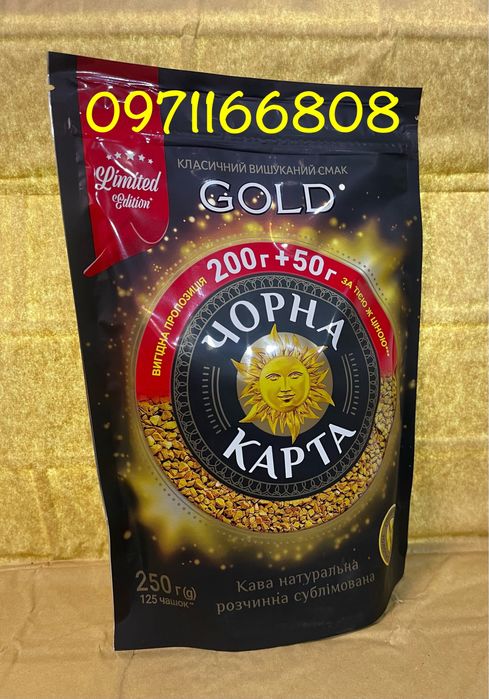 0971166808
Limited
Edition*
КЛАСИЧНИЙ ВИШУКАНИЙ СМАК
GOLD*
ВИГІДНА ПРОПОЗИЦІЯ 200г+50г ЗА ТІЄЮ Ж ЦІНОЮ***
ЧОРНА
КАРТА
250 г(g)
125 чашок**
Кава натуральна
розчинна сублімована